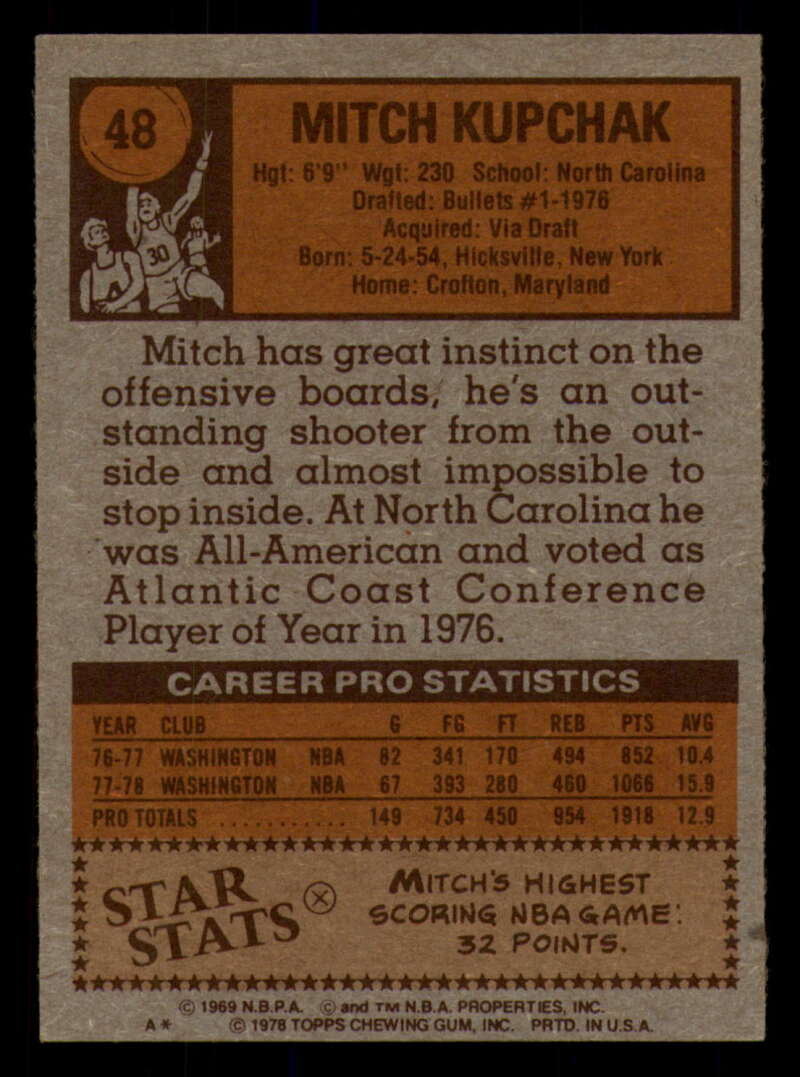 48
MITCH KUPCHAK
Hgt: 6'9" Wgt: 230 School: North Carolina
Drafted: Bullets #1-1976
Acquired: Via Draft
Born: 5-24-54, Hicksville, New York
Home: Crofton, Maryland
30
A
Mitch has great instinct on the
offensive boards, he's an out-
standing shooter from the out-
side and almost impossible to
stop inside. At North Carolina he
was All-American and voted as
Atlantic Coast Conference
Player of Year in 1976.
CAREER PRO STATISTICS
YEAR CLUB G FG FT REB PTS AVG
76-77 WASHINGTON NBA 82 341 170 494 852 10.4
77-78 WASHINGTON NBA 67 393 280 460 1066 15.9
PRO TOTALS ........... 149 734 450 954 1918 12.9
STAR
STATS
MITCH'S HIGHEST
SCORING NBA GAME:
32 POINTS.
© 1969 N.B.P.A. © and TM N.B.A. PROPERTIES, INC.
A* © 1978 TOPPS CHEWING GUM, INC. PRTD. IN U.S.A.